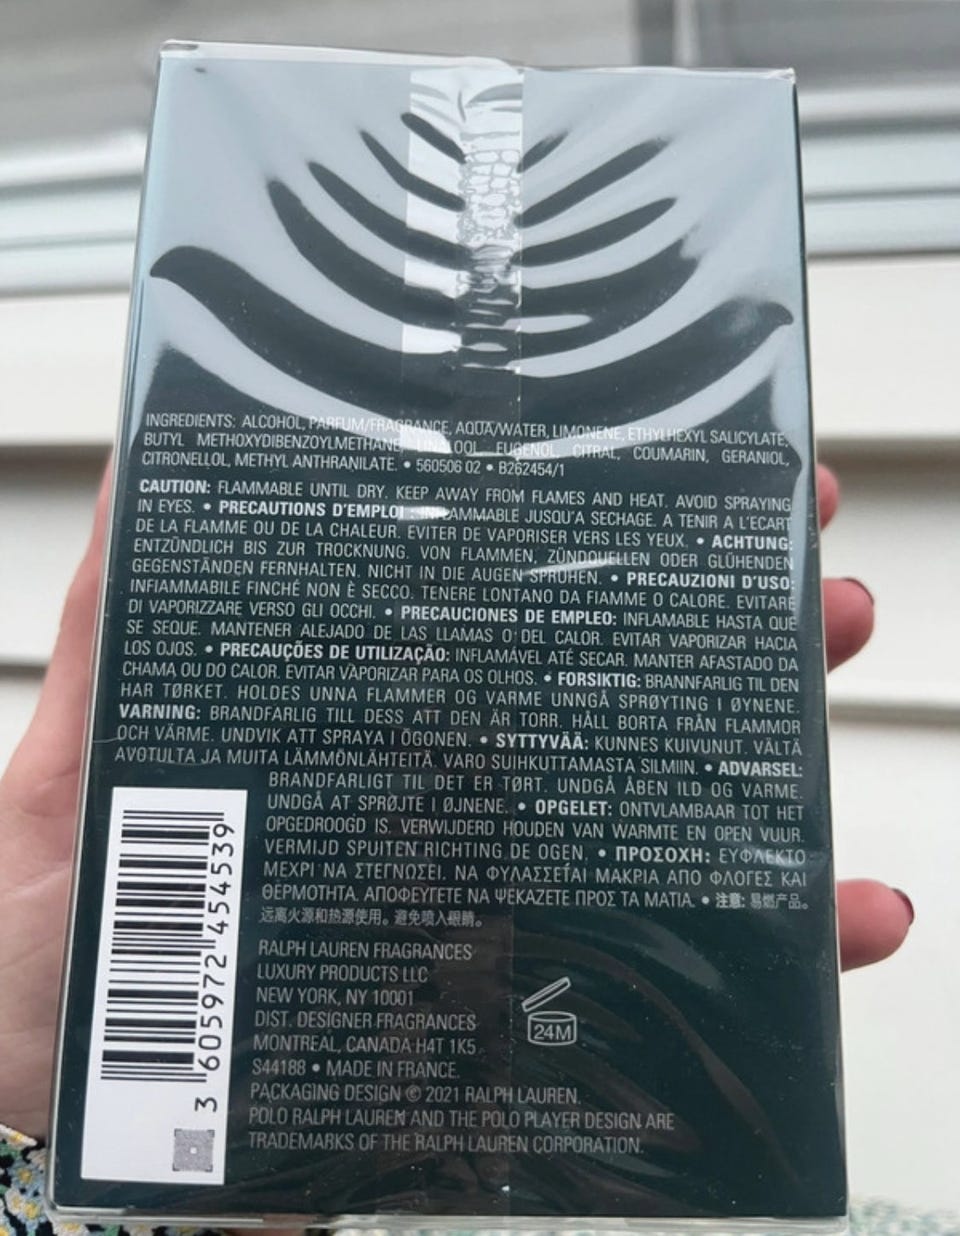 INGREDIENTS: ALCOHOL, PARFUM/FRAGRANCE, AQUA/WATER, LIMONENE, ETHYLHEXYL SALICYLATE,
BUTYL METHOXYDIBENZOYLMETHANE, LINALOOL, EUGENOL, CITRAL, COUMARIN, GERANIOL,
CITRONELLOL, METHYL ANTHRANILATE. • 560506 02 • B262454/1
CAUTION: FLAMMABLE UNTIL DRY. KEEP AWAY FROM FLAMES AND HEAT. AVOID SPRAYING
IN EYES. • PRECAUTIONS D'EMPLOI : INFLAMMABLE JUSQU'A SECHAGE. A TENIR A L'ECART
DE LA FLAMME OU DE LA CHALEUR. EVITER DE VAPORISER VERS LES YEUX. • ACHTUNG:
ENTZÜNDLICH BIS ZUR TROCKNUNG. VON FLAMMEN, ZÜNDQUELLEN ODER GLÜHENDEN
GEGENSTÄNDEN FERNHALTEN. NICHT IN DIE AUGEN SPRÜHEN. • PRECAUZIONI D'USO:
INFIAMMABILE FINCHÉ NON È SECCO. TENERE LONTANO DA FIAMME O CALORE. EVITARE
DI VAPORIZZARE VERSO GLI OCCHI. • PRECAUCIONES DE EMPLEO: INFLAMABLE HASTA QUE
SE SEQUE. MANTENER ALEJADO DE LAS LLAMAS O DEL CALOR. EVITAR VAPORIZAR HACIA
LOS OJOS. • PRECAUÇÕES DE UTILIZAÇÃO: INFLAMÁVEL ATÉ SECAR. MANTER AFASTADO DA
CHAMA OU DO CALOR. EVITAR VAPORIZAR PARA OS OLHOS. • FORSIKTIG: BRANNFARLIG TIL DEN
HAR TØRKET. HOLDES UNNA FLAMMER OG VARME UNNGÅ SPRØYTING I ØYNENE.
VARNING: BRANDFARLIG TILL DESS ATT DEN ÄR TORR. HÅLL BORTA FRÅN FLAMMOR
OCH VÄRME. UNDVIK ATT SPRAYA I ÖGONEN. • SYTTYVÄÄ: KUNNES KUIVUNUT. VÄLTÄ
AVOTULTA JA MUITA LÄMMÖNLÄHTEITÄ. VARO SUIHKUTTAMASTA SILMIIN. • ADVARSEL:
BRANDFARLIGT TIL DET ER TØRT. UNDGÅ ÅBEN ILD OG VARME.
UNDGÅ AT SPRØJTE I ØJNENE. • OPGELET: ONTVLAMBAAR TOT HET
OPGEDROOGD IS. VERWIJDERD HOUDEN VAN WARMTE EN OPEN VUUR.
VERMIJD SPUITEN RICHTING DE OGEN. • ΠΡΟΣΟΧΗ: ΕΥΦΛΕΚΤΟ
ΜΕΧΡΙ ΝΑ ΣΤΕΓΝΩΣΕΙ. ΝΑ ΦΥΛΑΣΣΕΤΑΙ ΜΑΚΡΙΑ ΑΠΟ ΦΛΟΓΕΣ ΚΑΙ
ΘΕΡΜΟΤΗΤΑ. ΑΠΟΦΕΥΓΕΤΕ ΝΑ ΨΕΚΑΖΕΤΕ ΠΡΟΣ ΤΑ ΜΑΤΙΑ. • 注意: 易燃产品。
远离火源和热源使用。避免喷入眼睛。
RALPH LAUREN FRAGRANCES
LUXURY PRODUCTS LLC
NEW YORK, NY 10001
DIST. DESIGNER FRAGRANCES
MONTREAL, CANADA H4T 1K5
S44188 • MADE IN FRANCE.
PACKAGING DESIGN © 2021 RALPH LAUREN.
POLO RALPH LAUREN AND THE POLO PLAYER DESIGN ARE
TRADEMARKS OF THE RALPH LAUREN CORPORATION.
24M
3 605972 454539